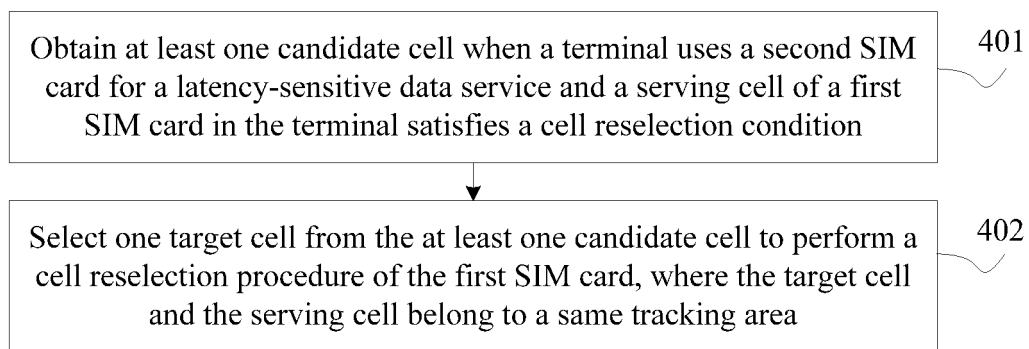 Obtain at least one candidate cell when a terminal uses a second SIM
card for a latency-sensitive data service and a serving cell of a first
SIM card in the terminal satisfies a cell reselection condition
401
Select one target cell from the at least one candidate cell to perform a
cell reselection procedure of the first SIM card, where the target cell
and the serving cell belong to a same tracking area
402